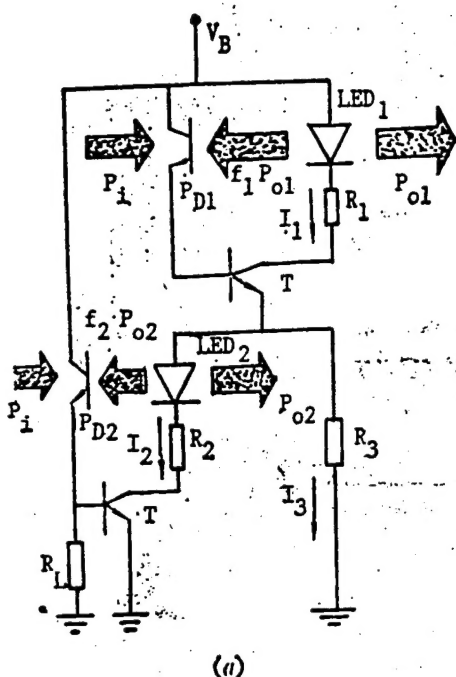 V_B
LED_1
P_i
P_D1
f_1 P_o1
P_o1
I_1
R_1
T
f_2 P_o2
LED_2
P_i
P_D2
P_o2
I_2
R_2
R_3
T
I_3
R_L
(a)